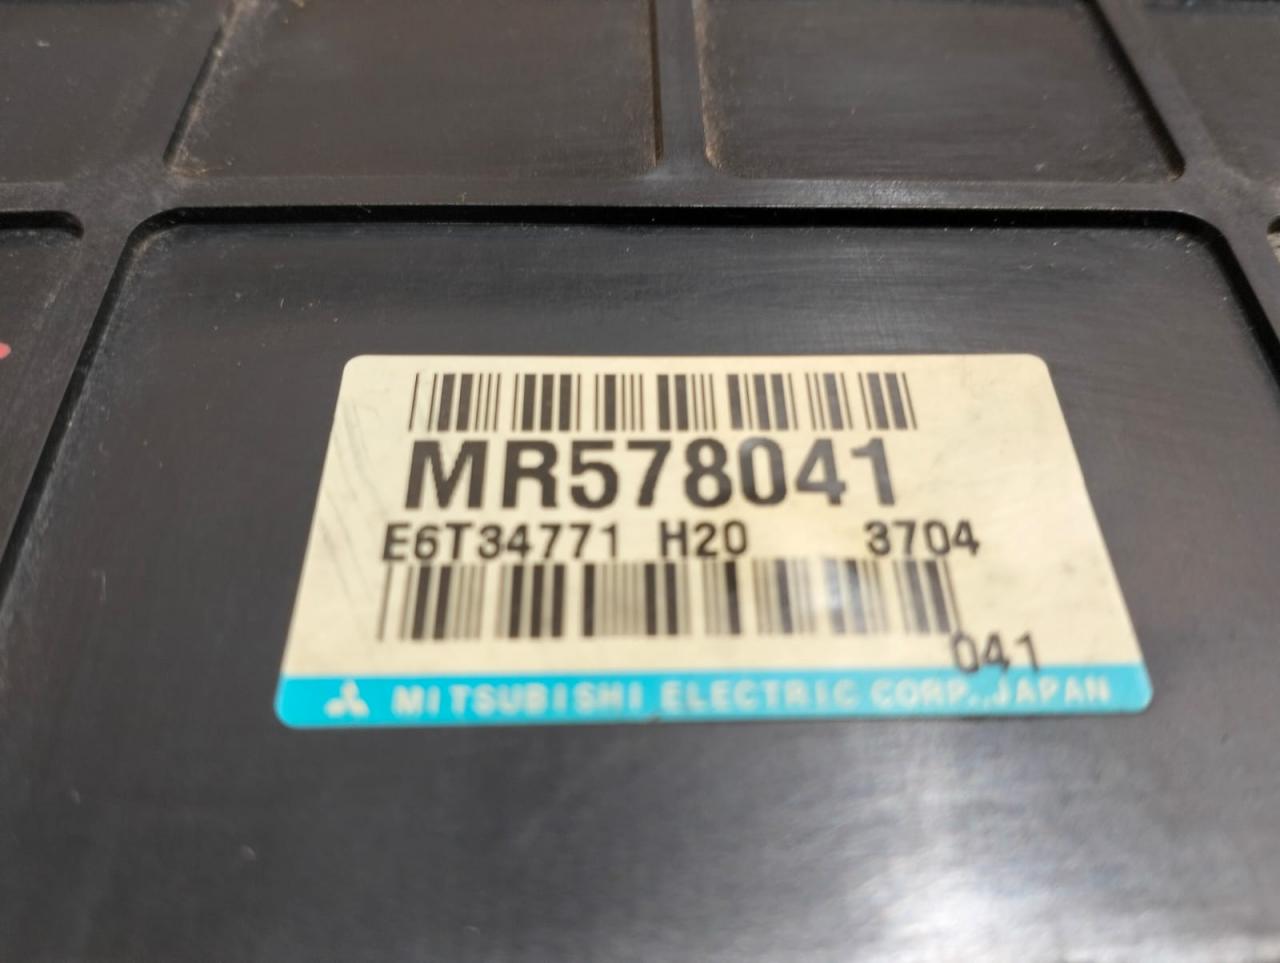 MR578041
E6T34771 H20 3704
041
MITSUBISHI ELECTRIC CORP. JAPAN